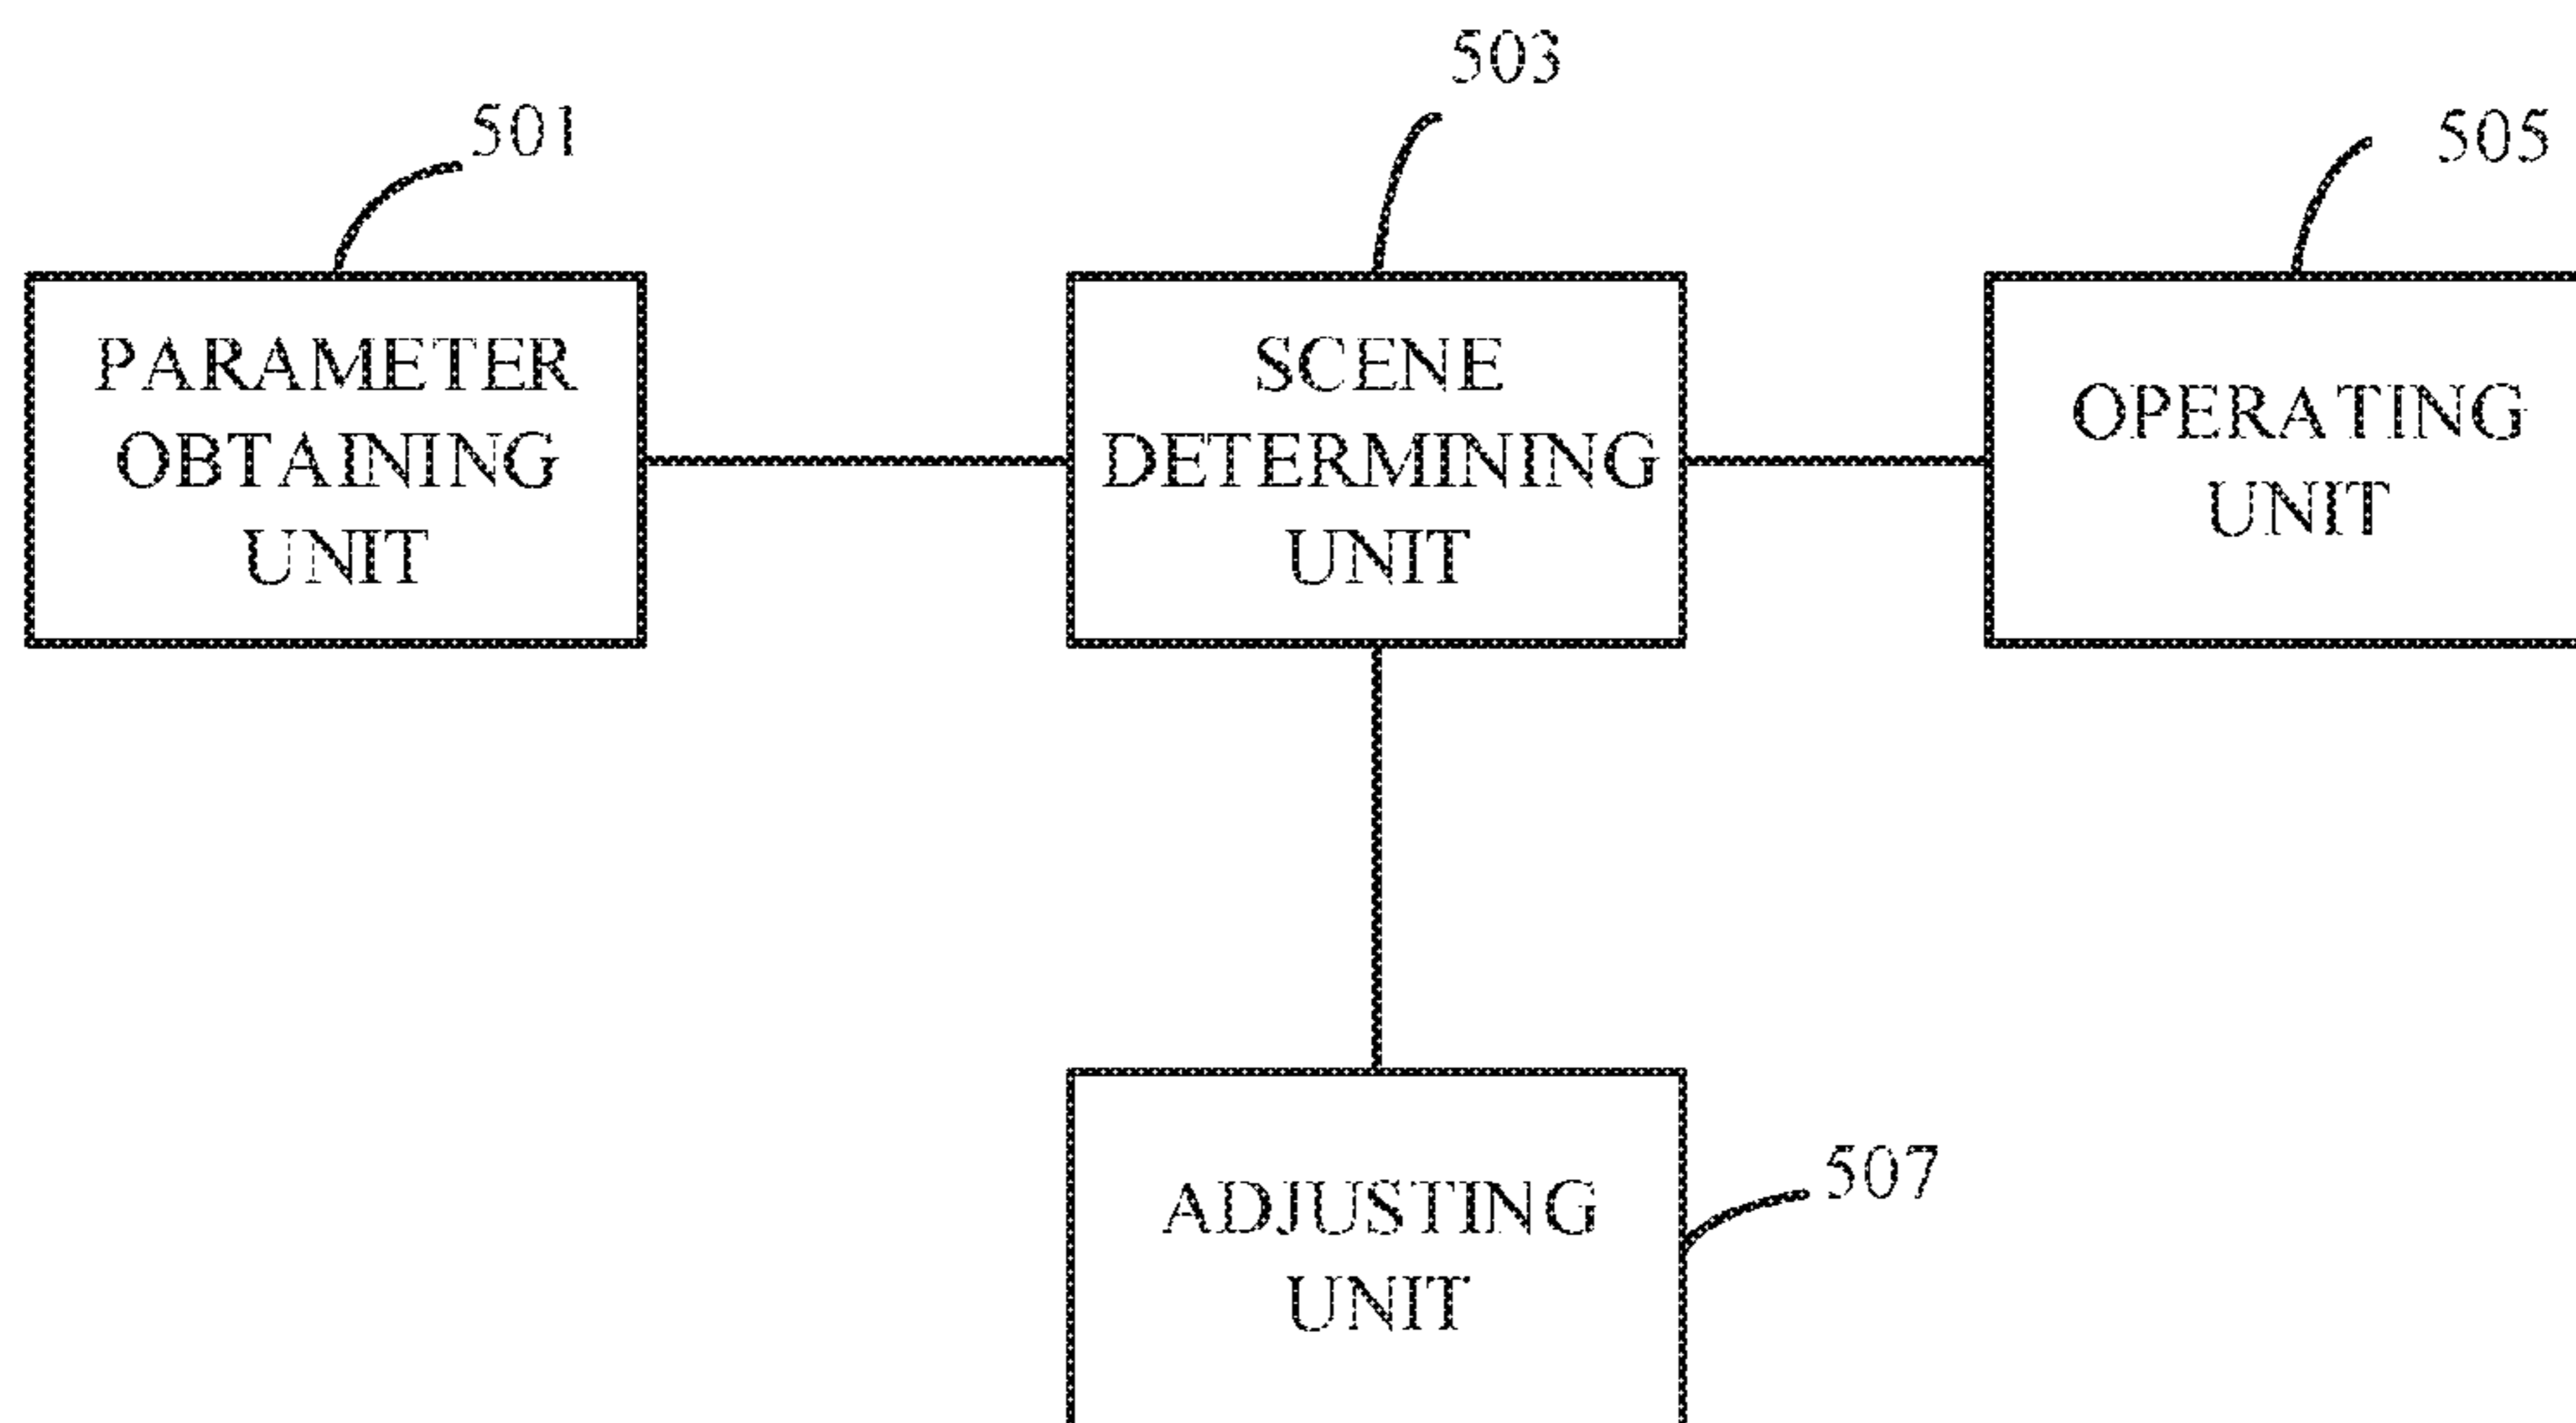 503
501
505
PARAMETER
OBTAINING
UNIT
SCENE
DETERMINING
UNIT
OPERATING
UNIT
ADJUSTING
UNIT
507